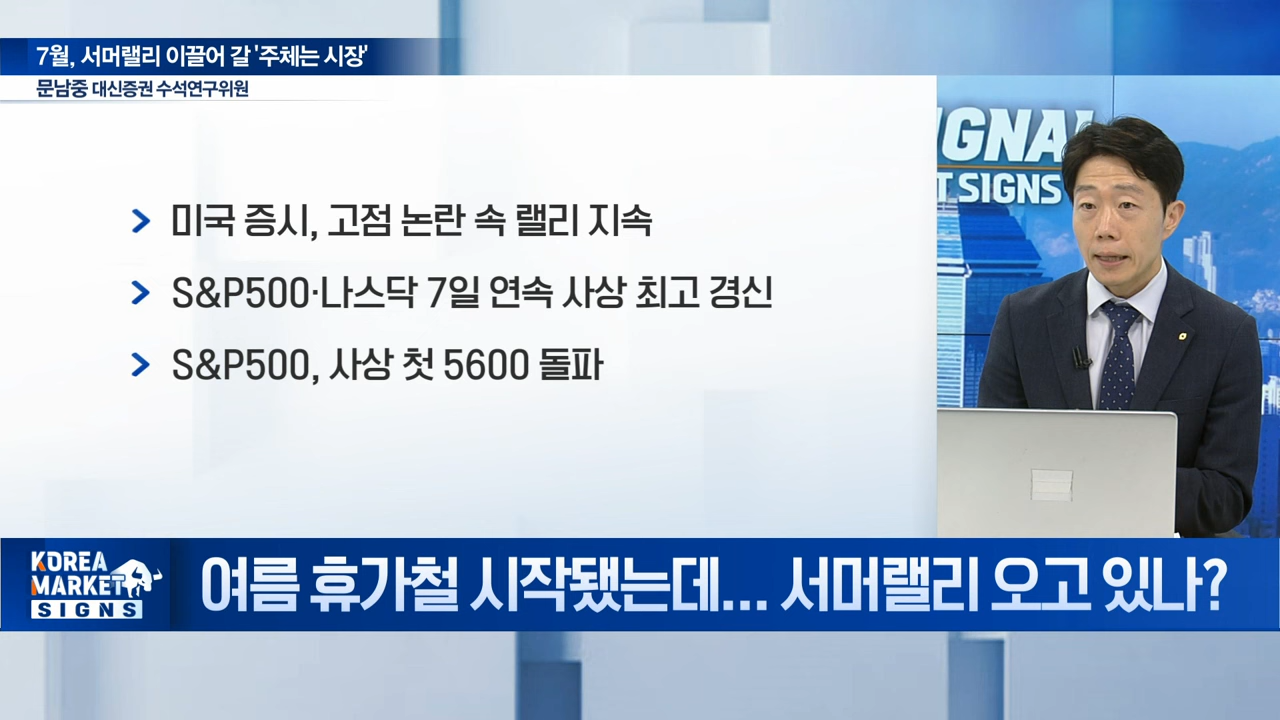 7월, 서머랠리 이끌어 갈 '주체는 시장'
문남중 대신증권 수석연구위원
IGNAL
T SIGNS
미국 증시, 고점 논란 속 랠리 지속
S&P500·나스닥 7일 연속 사상 최고 경신
S&P500, 사상 첫 5600 돌파
KOREA
MARKET
SIGNS
여름 휴가철 시작됐는데... 서머랠리 오고 있나?